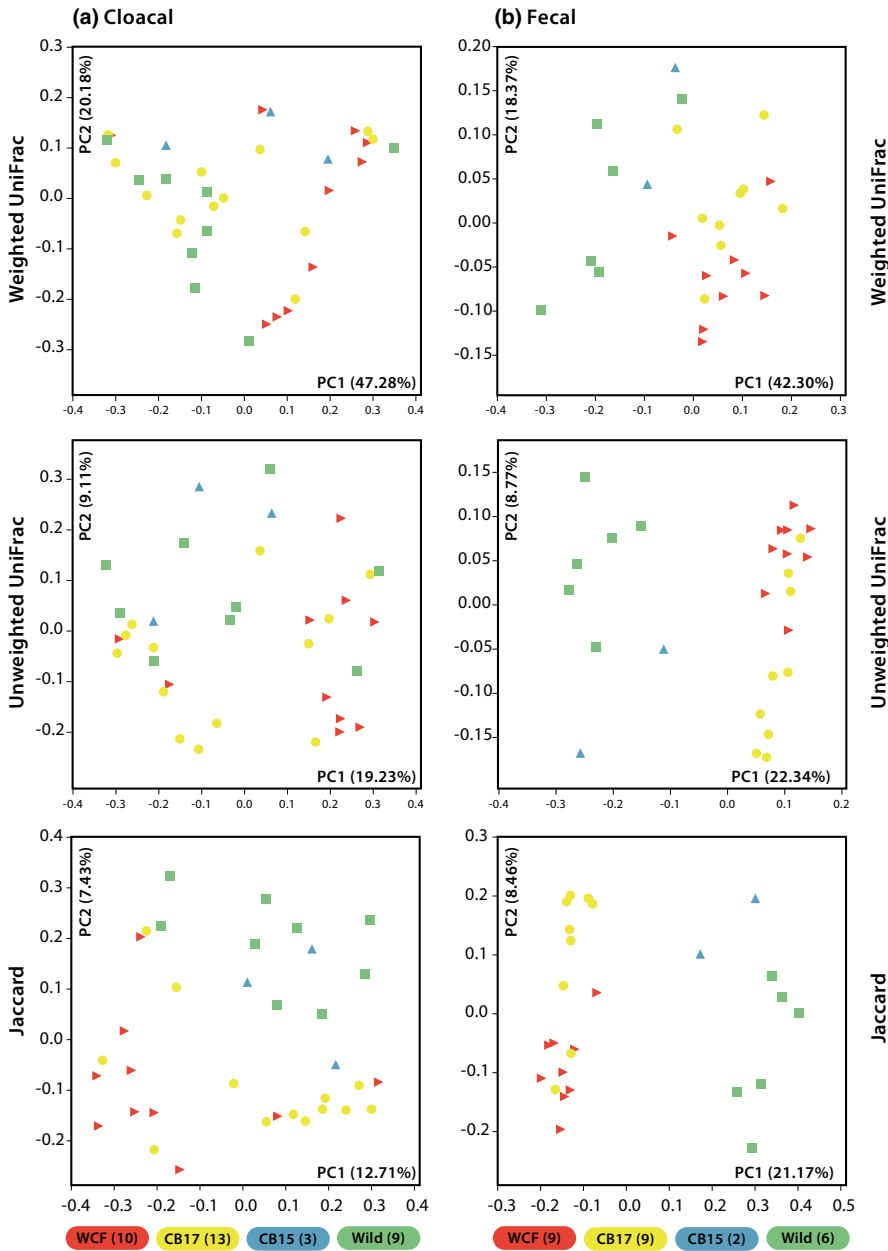 (a) Cloacal
(b) Fecal
Weighted UniFrac
PC2 (20.18%)
0.3
0.2
0.1
0.0
-0.1
-0.2
-0.3
PC1 (47.28%)
-0.4 -0.3 -0.2 -0.1 0.0 0.1 0.2 0.3 0.4
PC2 (18.37%)
0.20
0.15
0.10
0.05
0.00
-0.05
-0.10
-0.15
PC1 (42.30%)
-0.4 -0.3 -0.2 -0.1 0.0 0.1 0.2 0.3
Weighted UniFrac
Unweighted UniFrac
PC2 (9.11%)
0.3
0.2
0.1
0.0
-0.1
-0.2
PC1 (19.23%)
-0.4 -0.3 -0.2 -0.1 0.0 0.1 0.2 0.3 0.4
PC2 (8.77%)
0.15
0.10
0.05
0.00
-0.05
-0.10
-0.15
PC1 (22.34%)
-0.4 -0.3 -0.2 -0.1 0.0 0.1 0.2
Unweighted UniFrac
Jaccard
PC2 (7.43%)
0.4
0.3
0.2
0.1
0.0
-0.1
-0.2
PC1 (12.71%)
-0.4 -0.3 -0.2 -0.1 0.0 0.1 0.2 0.3 0.4
PC2 (8.46%)
0.3
0.2
0.1
0.0
-0.1
-0.2
PC1 (21.17%)
-0.3 -0.2 -0.1 0.0 0.1 0.2 0.3 0.4 0.5
Jaccard
WCF (10) CB17 (13) CB15 (3) Wild (9)
WCF (9) CB17 (9) CB15 (2) Wild (6)